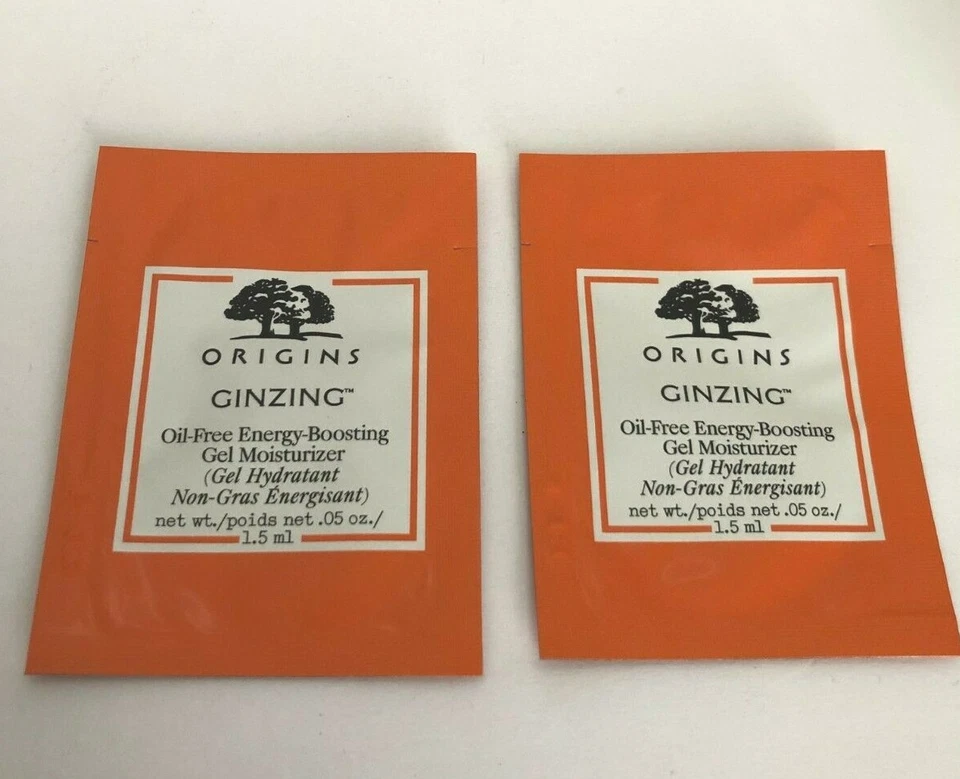 ORIGINS
GINZING™
Oil-Free Energy-Boosting
Gel Moisturizer
(Gel Hydratant
Non-Gras Énergisant)
net wt./poids net .05 oz./
1.5 ml
ORIGINS
GINZING™
Oil-Free Energy-Boosting
Gel Moisturizer
(Gel Hydratant
Non-Gras Énergisant)
net wt./poids net .05 oz./
1.5 ml